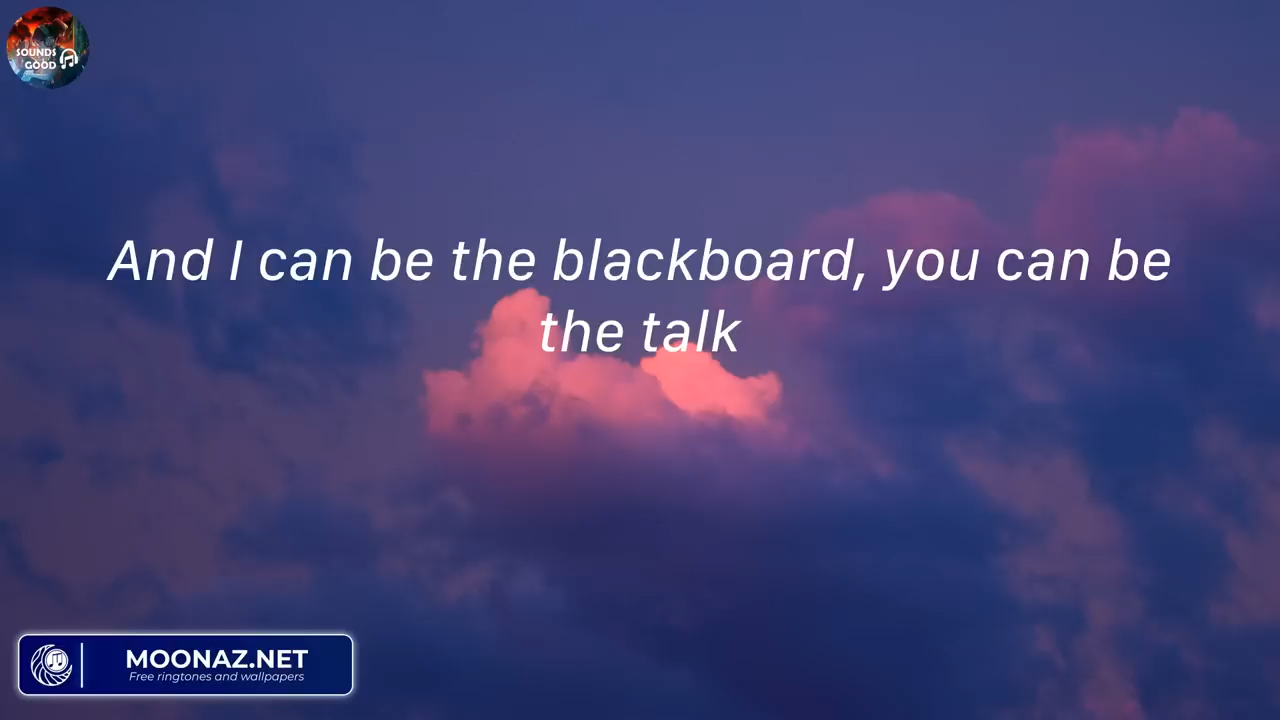 SOUNDS
GOOD
And I can be the blackboard, you can be
the talk
MOONAZ.NET
Free ringtones and wallpapers